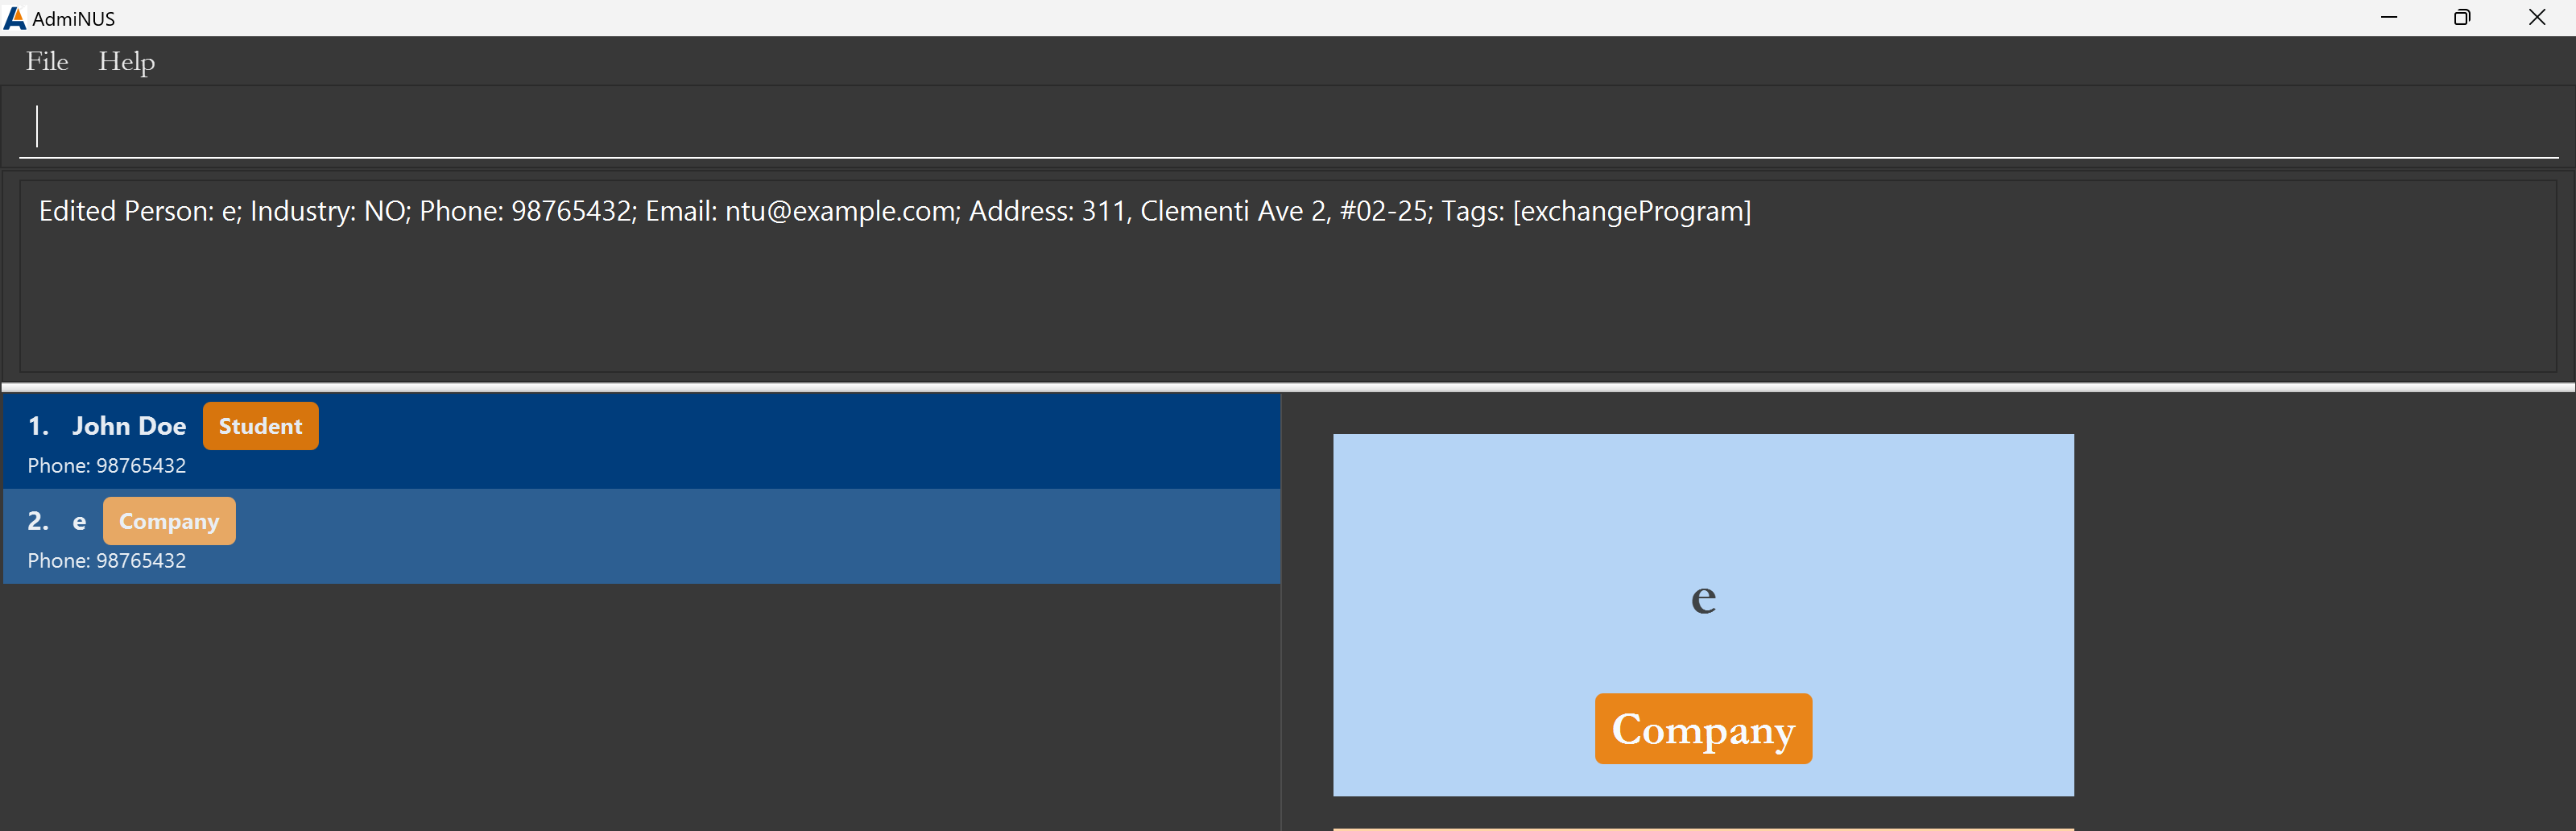 AdmiNUS
File Help
Edited Person: e; Industry: NO; Phone: 98765432; Email: ntu@example.com; Address: 311, Clementi Ave 2, #02-25; Tags: [exchangeProgram]
1. John Doe Student
Phone: 98765432
2. e Company
Phone: 98765432
e
Company